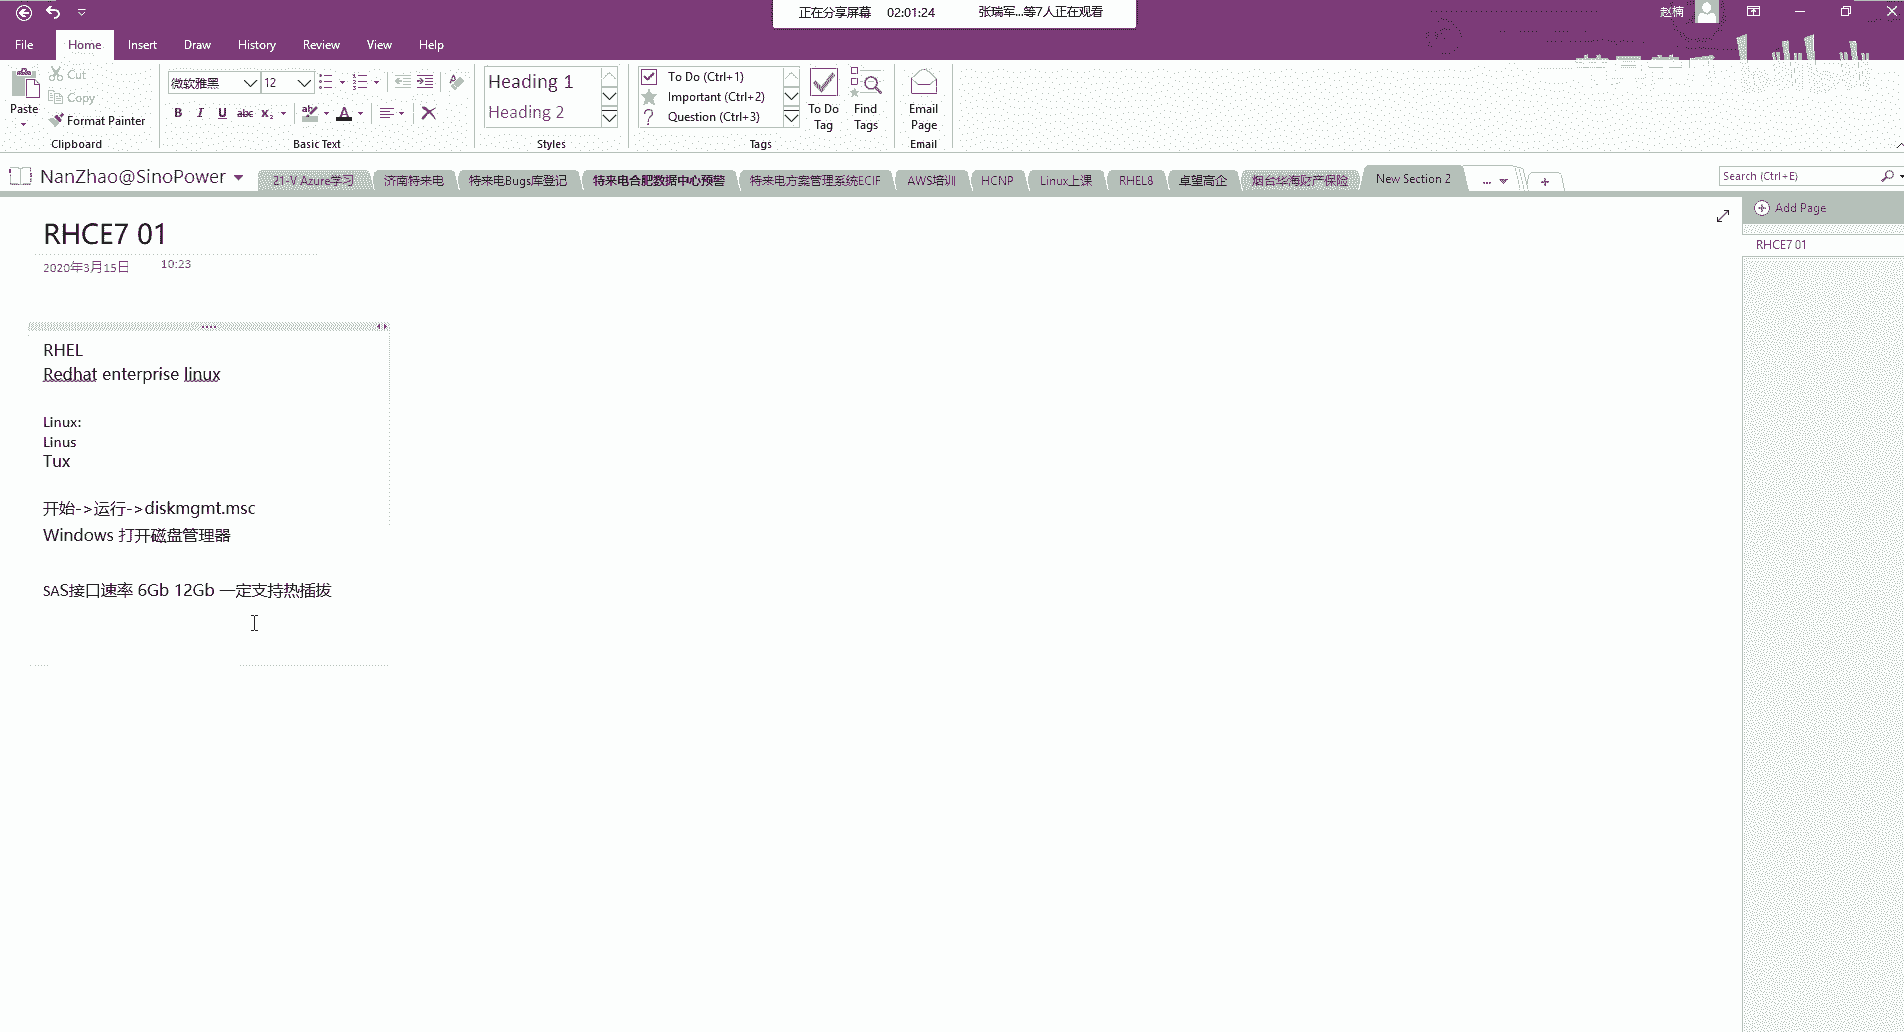 正在分享屏幕 02:01:24 张瑞军...等7人正在观看
赵楠
File Home Insert Draw History Review View Help
Paste
Cut
Copy
Format Painter
Clipboard
微软雅黑 12
B I U abc x₂ A
Basic Text
Heading 1
Heading 2
Styles
To Do (Ctrl+1)
Important (Ctrl+2)
Question (Ctrl+3)
To Do
Tag
Find
Tags
Tags
Email
Page
Email
NanZhao@SinoPower
21-V Azure学习 济南特来电 特来电Bugs库登记 特来电合肥数据中心预警 特来电方案管理系统ECIF AWS培训 HCNP Linux上课 RHEL8 卓望高企 烟台华海财产保险 New Section 2 ...
Search (Ctrl+E)
Add Page
RHCE7 01
RHCE7 01
2020年3月15日 10:23
RHEL
Redhat enterprise linux
Linux:
Linus
Tux
开始->运行->diskmgmt.msc
Windows 打开磁盘管理器
SAS接口速率 6Gb 12Gb 一定支持热插拔